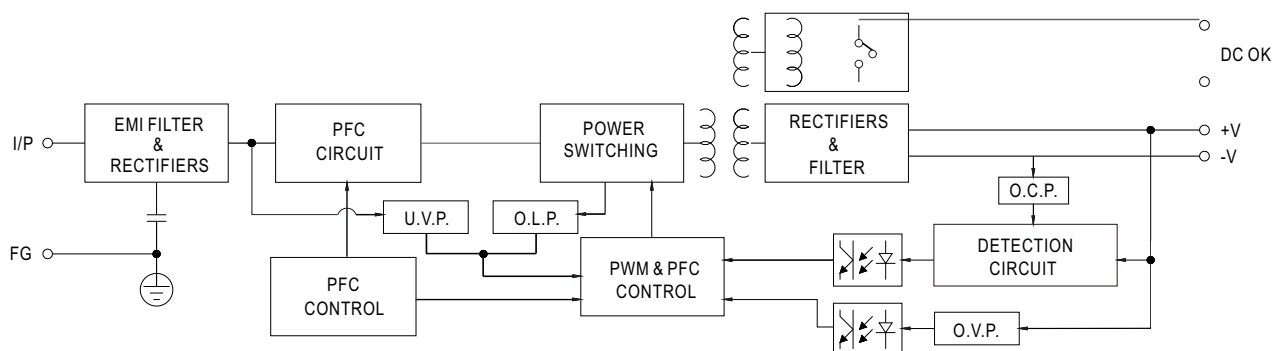 DC OK
I/P
EMI FILTER
&
RECTIFIERS
PFC
CIRCUIT
POWER
SWITCHING
RECTIFIERS
&
FILTER
+V
-V
O.C.P.
U.V.P.
O.L.P.
FG
DETECTION
CIRCUIT
PFC
CONTROL
PWM & PFC
CONTROL
O.V.P.